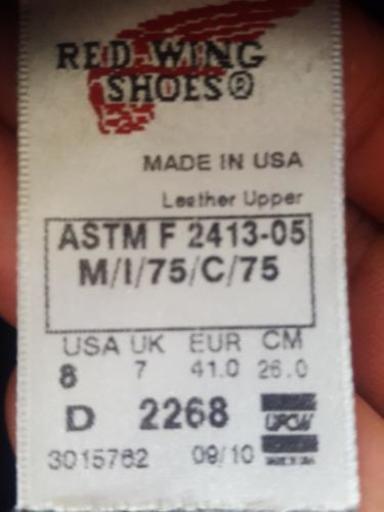 RED WING
SHOES®
MADE IN USA
Leather Upper
ASTM F 2413-05
M/I/75/C/75
USA UK EUR CM
8 7 41.0 26.0
D 2268 UFCW
3015762 09/10